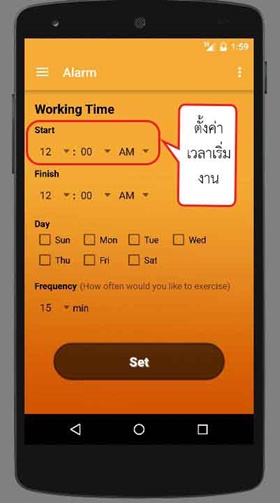 1:59
Alarm
Working Time
Start
12 : 00 AM
ตั้งค่า
เวลาเริ่ม
งาน
Finish
12 : 00 AM
Day
Sun Mon Tue Wed
Thu Fri Sat
Frequency (How often would you like to exercise)
15 min
Set